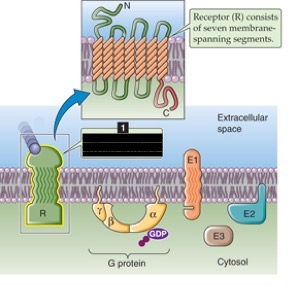 N
Receptor (R) consists
of seven membrane-
spanning segments.
C
1
Extracellular
space
E1
R
γ
β
α
GDP
E2
E3
G protein
Cytosol